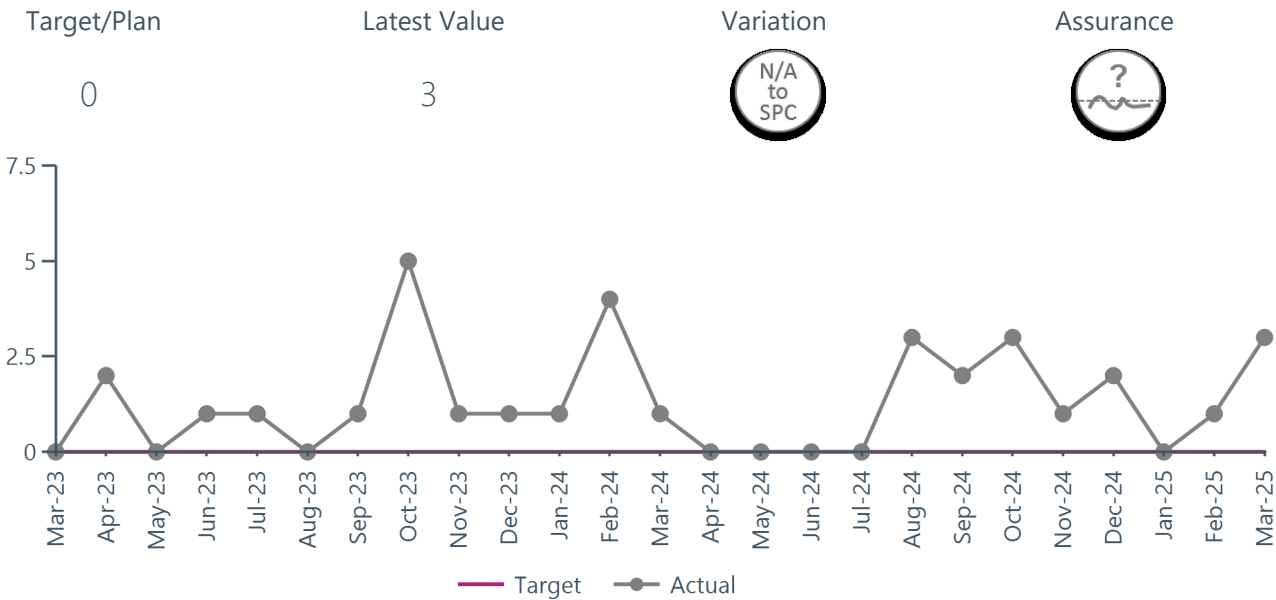 Target/Plan
Latest Value
Variation
Assurance
0
3
N/A
to
SPC
?
7.5
5
2.5
0
Mar-23
Apr-23
May-23
Jun-23
Jul-23
Aug-23
Sep-23
Oct-23
Nov-23
Dec-23
Jan-24
Feb-24
Mar-24
Apr-24
May-24
Jun-24
Jul-24
Aug-24
Sep-24
Oct-24
Nov-24
Dec-24
Jan-25
Feb-25
Mar-25
Target
Actual